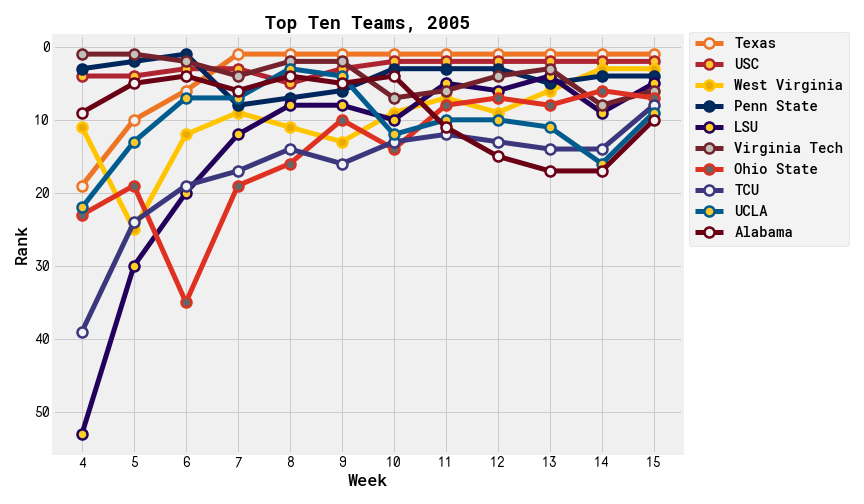 Top Ten Teams, 2005
0
10
20
30
40
50
Rank
4 5 6 7 8 9 10 11 12 13 14 15
Week
Texas
USC
West Virginia
Penn State
LSU
Virginia Tech
Ohio State
TCU
UCLA
Alabama